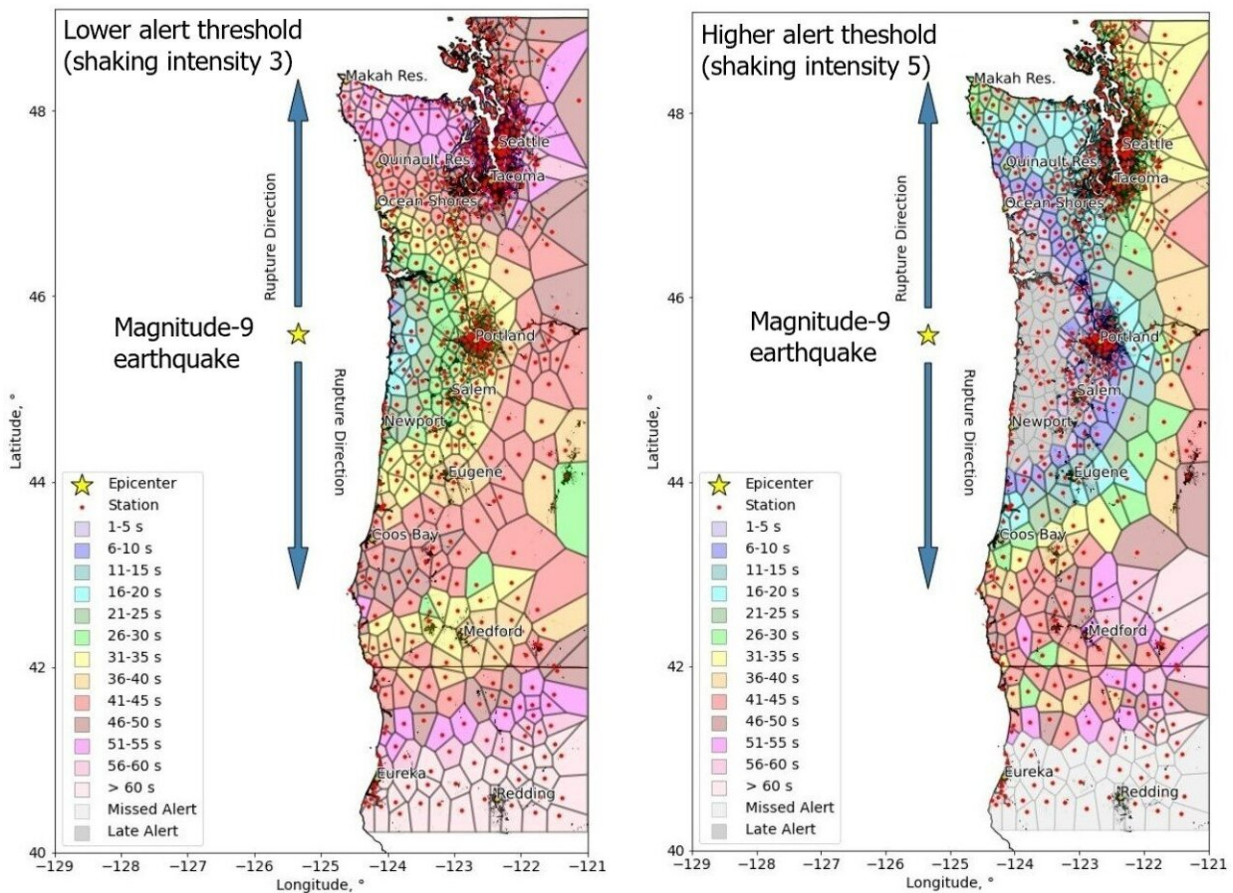 Lower alert threshold
(shaking intensity 3)
Makah Res.
Seattle
Quinault Res.
Tacoma
Ocean Shores
Rupture Direction
Magnitude-9
earthquake
Portland
Rupture Direction
Salem
Newport
Eugene
Coos Bay
Medford
Eureka
Redding
Epicenter
Station
1-5 s
6-10 s
11-15 s
16-20 s
21-25 s
26-30 s
31-35 s
36-40 s
41-45 s
46-50 s
51-55 s
56-60 s
> 60 s
Missed Alert
Late Alert
Latitude, °
48
46
44
42
40
−129
−128
−127
−126
−125
−124
−123
−122
−121
Longitude, °
Higher alert theshold
(shaking intensity 5)
Makah Res.
Seattle
Quinault Res.
Tacoma
Ocean Shores
Rupture Direction
Magnitude-9
earthquake
Portland
Rupture Direction
Salem
Newport
Eugene
Coos Bay
Medford
Eureka
Redding
Epicenter
Station
1-5 s
6-10 s
11-15 s
16-20 s
21-25 s
26-30 s
31-35 s
36-40 s
41-45 s
46-50 s
51-55 s
56-60 s
> 60 s
Missed Alert
Late Alert
Latitude, °
48
46
44
42
40
−129
−128
−127
−126
−125
−124
−123
−122
−121
Longitude, °